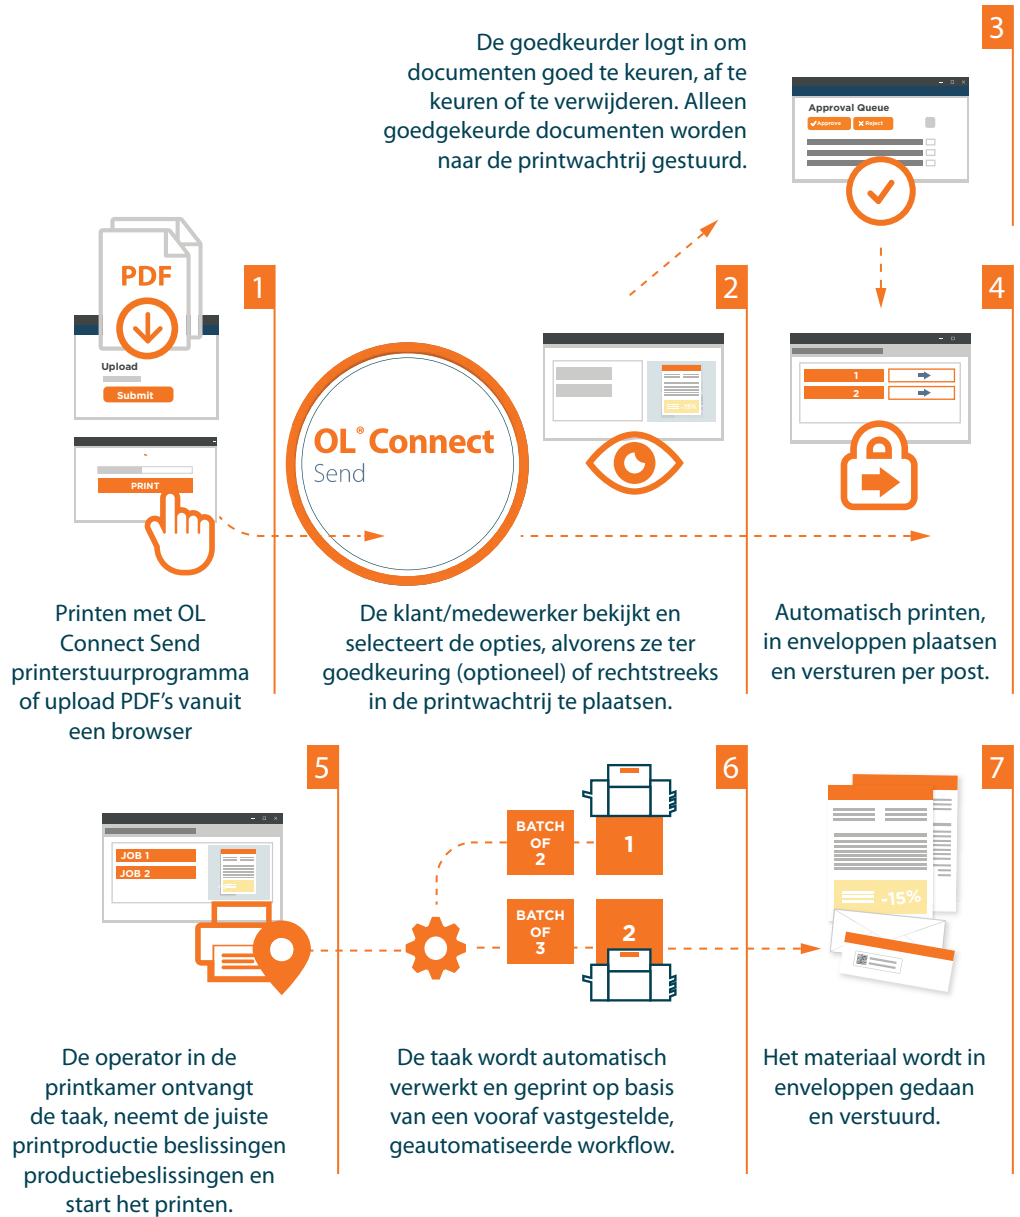 PDF
Upload
Submit
PRINT
1
Printen met OL
Connect Send
printerstuurprogramma
of upload PDF's vanuit
een browser
OL® Connect
Send
2
-15%
De klant/medewerker bekijkt en
selecteert de opties, alvorens ze ter
goedkeuring (optioneel) of rechtstreeks
in de printwachtrij te plaatsen.
De goedkeurder logt in om
documenten goed te keuren, af te
keuren of te verwijderen. Alleen
goedgekeurde documenten worden
naar de printwachtrij gestuurd.
3
Approval Queue
Approve
Reject
4
1
2
Automatisch printen,
in enveloppen plaatsen
en versturen per post.
5
JOB 1
JOB 2
De operator in de
printkamer ontvangt
de taak, neemt de juiste
printproductie beslissingen
productiebeslissingen en
start het printen.
6
BATCH
OF
2
1
BATCH
OF
3
2
De taak wordt automatisch
verwerkt en geprint op basis
van een vooraf vastgestelde,
geautomatiseerde workflow.
7
-15%
Het materiaal wordt in
enveloppen gedaan
en verstuurd.